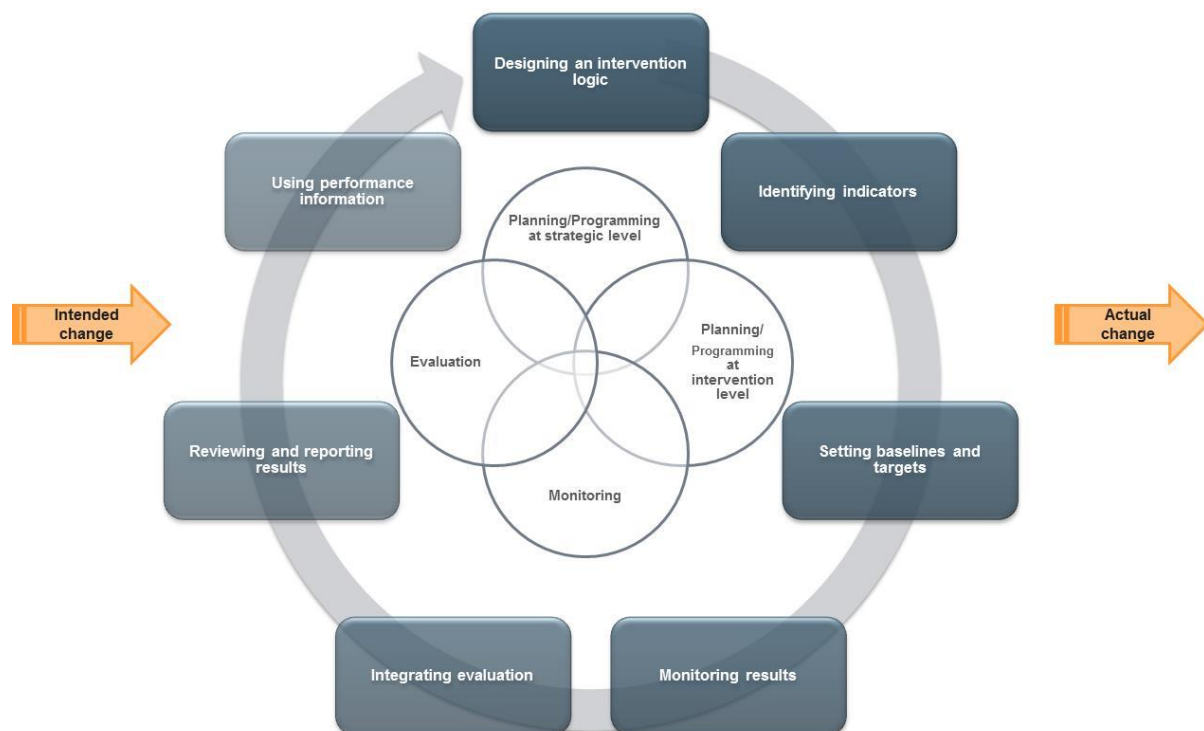 Designing an intervention
logic
Using performance
information
Identifying indicators
Planning/Programming
at strategic level
Intended
change
Evaluation
Planning/
Programming
at
intervention
level
Actual
change
Reviewing and reporting
results
Setting baselines and
targets
Monitoring
Integrating evaluation
Monitoring results